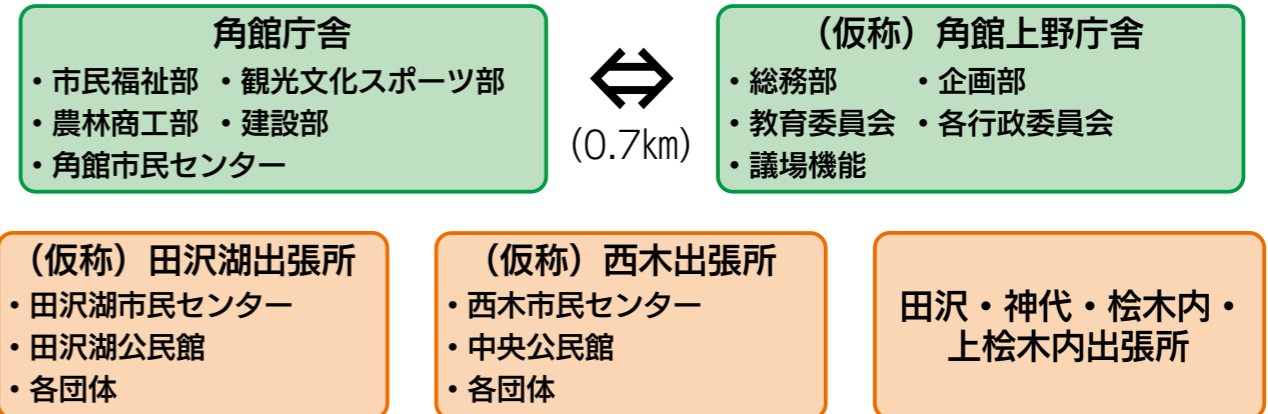 角館庁舎
・市民福祉部 ・観光文化スポーツ部
・農林商工部 ・建設部
・角館市民センター
⇔
(0.7km)
（仮称）角館上野庁舎
・総務部 ・企画部
・教育委員会 ・各行政委員会
・議場機能
（仮称）田沢湖出張所
・田沢湖市民センター
・田沢湖公民館
・各団体
（仮称）西木出張所
・西木市民センター
・中央公民館
・各団体
田沢・神代・桧木内・
上桧木内出張所